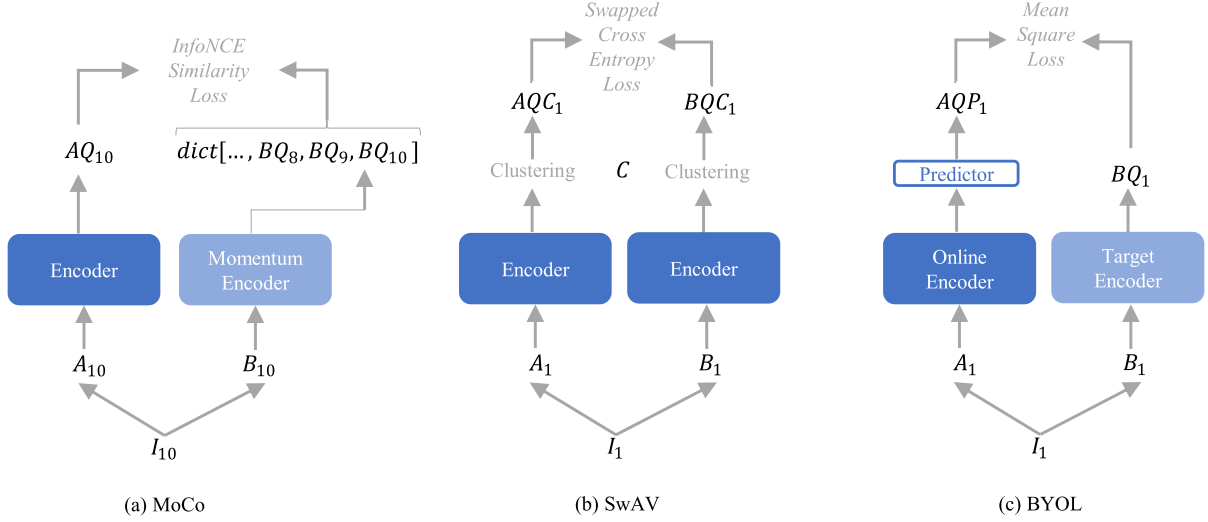 InfoNCE
Similarity
Loss
AQ₁₀
dict[…, BQ₈, BQ₉, BQ₁₀]
Encoder
Momentum
Encoder
A₁₀
B₁₀
I₁₀
(a) MoCo
Swapped
Cross
Entropy
Loss
AQC₁
BQC₁
Clustering
C
Clustering
Encoder
Encoder
A₁
B₁
I₁
(b) SwAV
Mean
Square
Loss
AQP₁
Predictor
BQ₁
Online
Encoder
Target
Encoder
A₁
B₁
I₁
(c) BYOL